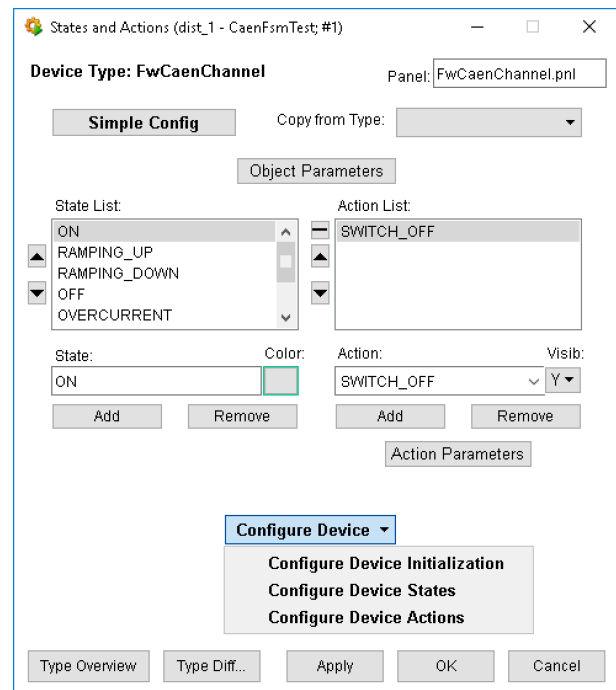 States and Actions (dist_1 - CaenFsmTest; #1)
Device Type: FwCaenChannel
Panel: FwCaenChannel.pnl
Simple Config
Copy from Type:
Object Parameters
State List:
Action List:
ON
SWITCH_OFF
RAMPING_UP
RAMPING_DOWN
OFF
OVERCURRENT
State:
Color:
Action:
Visib:
ON
SWITCH_OFF
Y
Add
Remove
Add
Remove
Action Parameters
Configure Device
Configure Device Initialization
Configure Device States
Configure Device Actions
Type Overview
Type Diff...
Apply
OK
Cancel